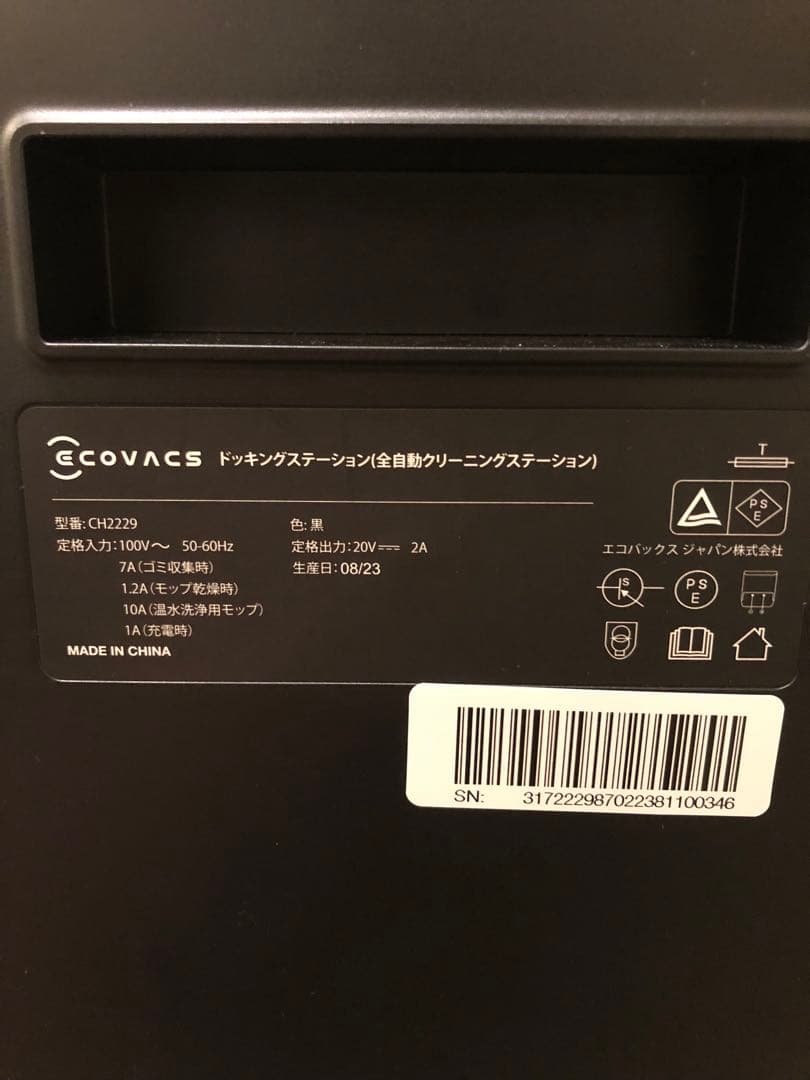 ECOVACS ドッキングステーション(全自動クリーニングステーション)
型番: CH2229
色: 黒
定格入力: 100V～ 50-60Hz
定格出力: 20V⎓ 2A
7A（ゴミ収集時）
生産日: 08/23
1.2A（モップ乾燥時）
10A（温水洗浄用モップ）
1A（充電時）
MADE IN CHINA
T
PS
E
エコバックス ジャパン株式会社
S
PS
E
SN: 317222987022381100346